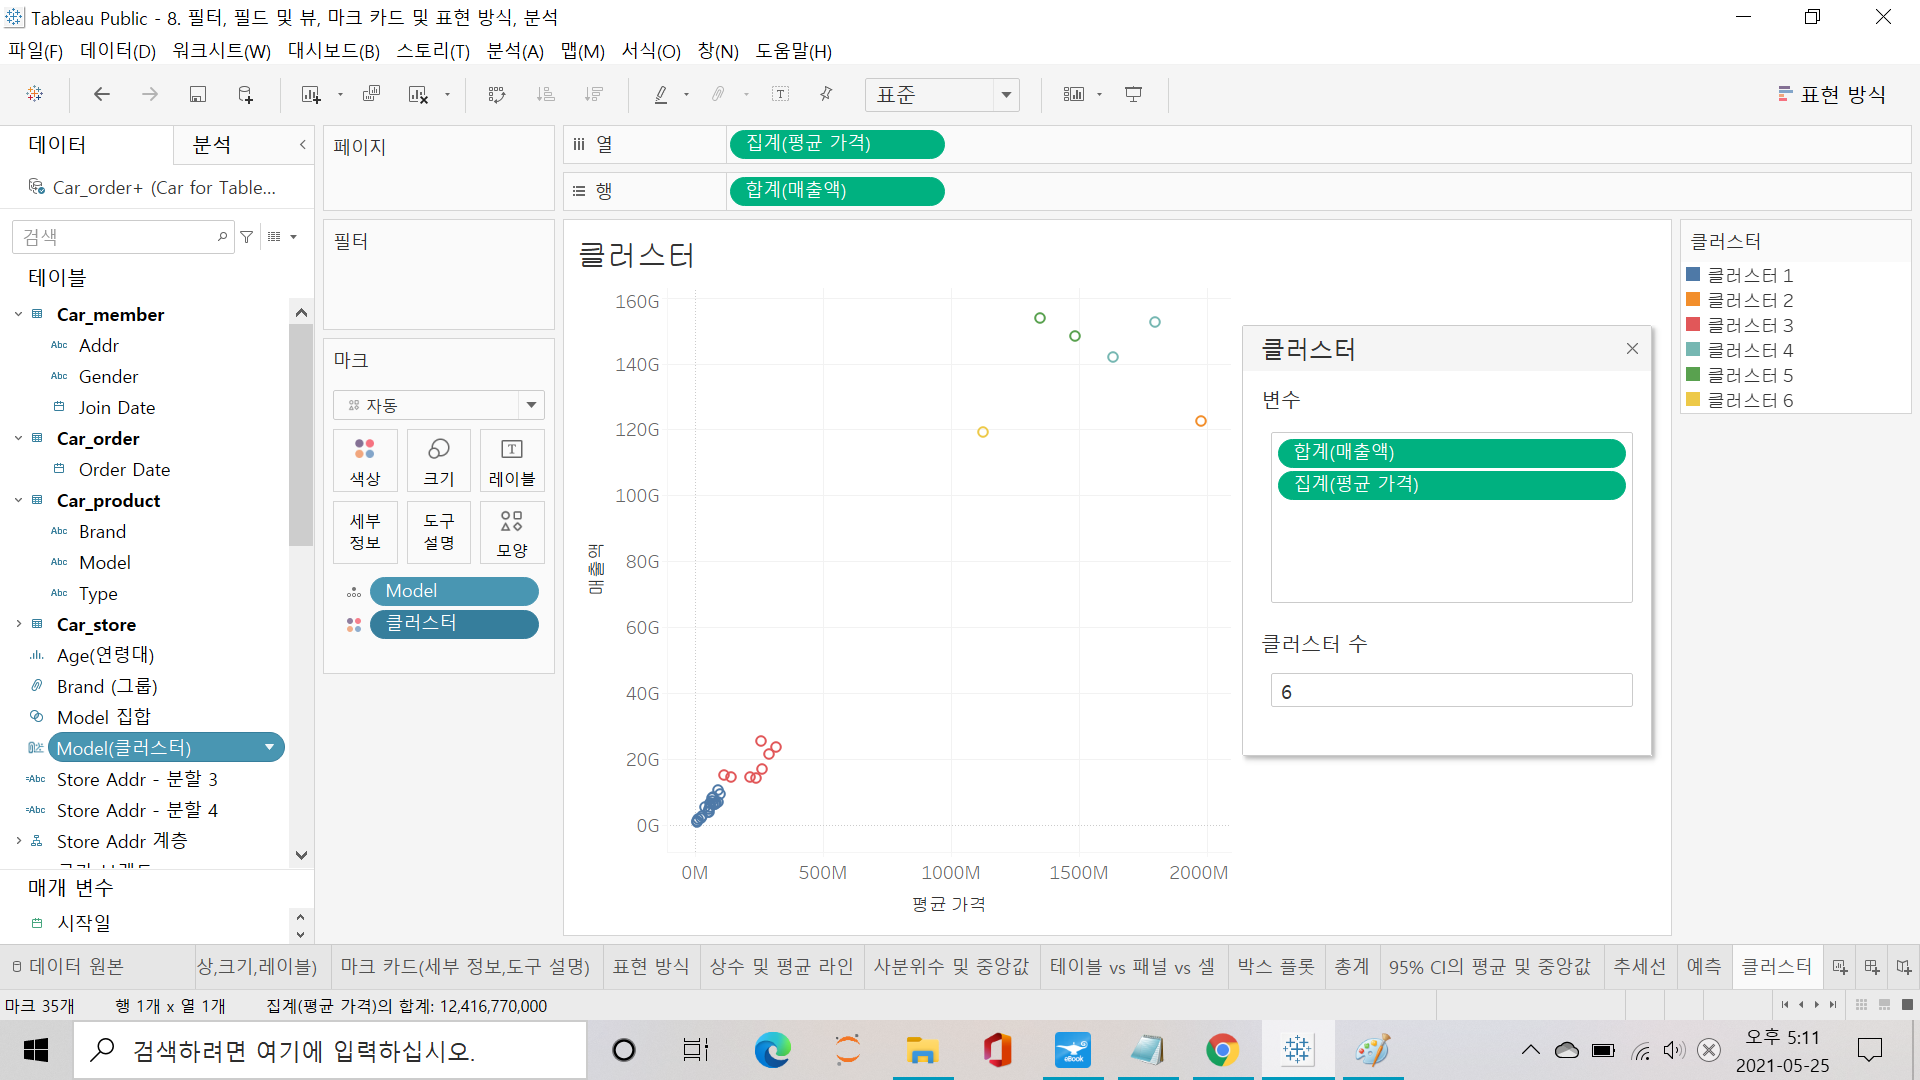 Tableau Public - 8. 필터, 필드 및 뷰, 마크 카드 및 표현 방식, 분석
파일(F) 데이터(D) 워크시트(W) 대시보드(B) 스토리(T) 분석(A) 맵(M) 서식(O) 창(N) 도움말(H)
표준
표현 방식
데이터
분석
Car_order+ (Car for Table...
검색
테이블
Car_member
Abc Addr
Abc Gender
Join Date
Car_order
Order Date
Car_product
Abc Brand
Abc Model
Abc Type
Car_store
Age(연령대)
Brand (그룹)
Model 집합
Model(클러스터)
=Abc Store Addr - 분할 3
=Abc Store Addr - 분할 4
Store Addr 계층
매개 변수
시작일
페이지
필터
마크
자동
색상
크기
레이블
세부 정보
도구 설명
모양
Model
클러스터
열
집계(평균 가격)
행
합계(매출액)
클러스터
160G
140G
120G
100G
80G
60G
40G
20G
0G
매출액
0M 500M 1000M 1500M 2000M
평균 가격
클러스터
변수
합계(매출액)
집계(평균 가격)
클러스터 수
6
클러스터
클러스터 1
클러스터 2
클러스터 3
클러스터 4
클러스터 5
클러스터 6
데이터 원본
상,크기,레이블)
마크 카드(세부 정보,도구 설명)
표현 방식
상수 및 평균 라인
사분위수 및 중앙값
테이블 vs 패널 vs 셀
박스 플롯
총계
95% CI의 평균 및 중앙값
추세선
예측
클러스터
마크 35개 행 1개 x 열 1개 집계(평균 가격)의 합계: 12,416,770,000
검색하려면 여기에 입력하십시오.
eBook
오후 5:11
2021-05-25